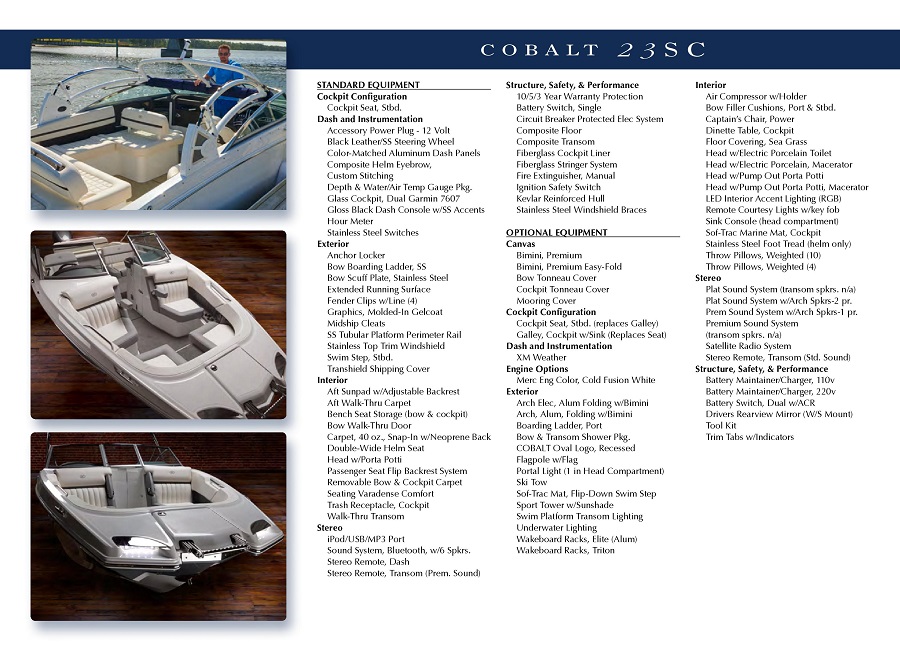 COBALT 23SC
STANDARD EQUIPMENT
Cockpit Configuration
Cockpit Seat, Stbd.
Dash and Instrumentation
Accessory Power Plug - 12 Volt
Black Leather/SS Steering Wheel
Color-Matched Aluminum Dash Panels
Composite Helm Eyebrow,
Custom Stitching
Depth & Water/Air Temp Gauge Pkg.
Glass Cockpit, Dual Garmin 7607
Gloss Black Dash Console w/SS Accents
Hour Meter
Stainless Steel Switches
Exterior
Anchor Locker
Bow Boarding Ladder, SS
Bow Scuff Plate, Stainless Steel
Extended Running Surface
Fender Clips w/Line (4)
Graphics, Molded-In Gelcoat
Midship Cleats
SS Tubular Platform Perimeter Rail
Stainless Top Trim Windshield
Swim Step, Stbd.
Transhield Shipping Cover
Interior
Aft Sunpad w/Adjustable Backrest
Aft Walk-Thru Carpet
Bench Seat Storage (bow & cockpit)
Bow Walk-Thru Door
Carpet, 40 oz., Snap-In w/Neoprene Back
Double-Wide Helm Seat
Head w/Porta Potti
Passenger Seat Flip Backrest System
Removable Bow & Cockpit Carpet
Seating Varadense Comfort
Trash Receptacle, Cockpit
Walk-Thru Transom
Stereo
iPod/USB/MP3 Port
Sound System, Bluetooth, w/6 Spkrs.
Stereo Remote, Dash
Stereo Remote, Transom (Prem. Sound)
Structure, Safety, & Performance
10/5/3 Year Warranty Protection
Battery Switch, Single
Circuit Breaker Protected Elec System
Composite Floor
Composite Transom
Fiberglass Cockpit Liner
Fiberglass Stringer System
Fire Extinguisher, Manual
Ignition Safety Switch
Kevlar Reinforced Hull
Stainless Steel Windshield Braces
OPTIONAL EQUIPMENT
Canvas
Bimini, Premium
Bimini, Premium Easy-Fold
Bow Tonneau Cover
Cockpit Tonneau Cover
Mooring Cover
Cockpit Configuration
Cockpit Seat, Stbd. (replaces Galley)
Galley, Cockpit w/Sink (Replaces Seat)
Dash and Instrumentation
XM Weather
Engine Options
Merc Eng Color, Cold Fusion White
Exterior
Arch Elec, Alum Folding w/Bimini
Arch, Alum, Folding w/Bimini
Boarding Ladder, Port
Bow & Transom Shower Pkg.
COBALT Oval Logo, Recessed
Flagpole w/Flag
Portal Light (1 in Head Compartment)
Ski Tow
Sof-Trac Mat, Flip-Down Swim Step
Sport Tower w/Sunshade
Swim Platform Transom Lighting
Underwater Lighting
Wakeboard Racks, Elite (Alum)
Wakeboard Racks, Triton
Interior
Air Compressor w/Holder
Bow Filler Cushions, Port & Stbd.
Captain's Chair, Power
Dinette Table, Cockpit
Floor Covering, Sea Grass
Head w/Electric Porcelain Toilet
Head w/Electric Porcelain, Macerator
Head w/Pump Out Porta Potti
Head w/Pump Out Porta Potti, Macerator
LED Interior Accent Lighting (RGB)
Remote Courtesy Lights w/key fob
Sink Console (head compartment)
Sof-Trac Marine Mat, Cockpit
Stainless Steel Foot Tread (helm only)
Throw Pillows, Weighted (10)
Throw Pillows, Weighted (4)
Stereo
Plat Sound System (transom spkrs. n/a)
Plat Sound System w/Arch Spkrs-2 pr.
Prem Sound System w/Arch Spkrs-1 pr.
Premium Sound System
(transom spkrs. n/a)
Satellite Radio System
Stereo Remote, Transom (Std. Sound)
Structure, Safety, & Performance
Battery Maintainer/Charger, 110v
Battery Maintainer/Charger, 220v
Battery Switch, Dual w/ACR
Drivers Rearview Mirror (W/S Mount)
Tool Kit
Trim Tabs w/Indicators